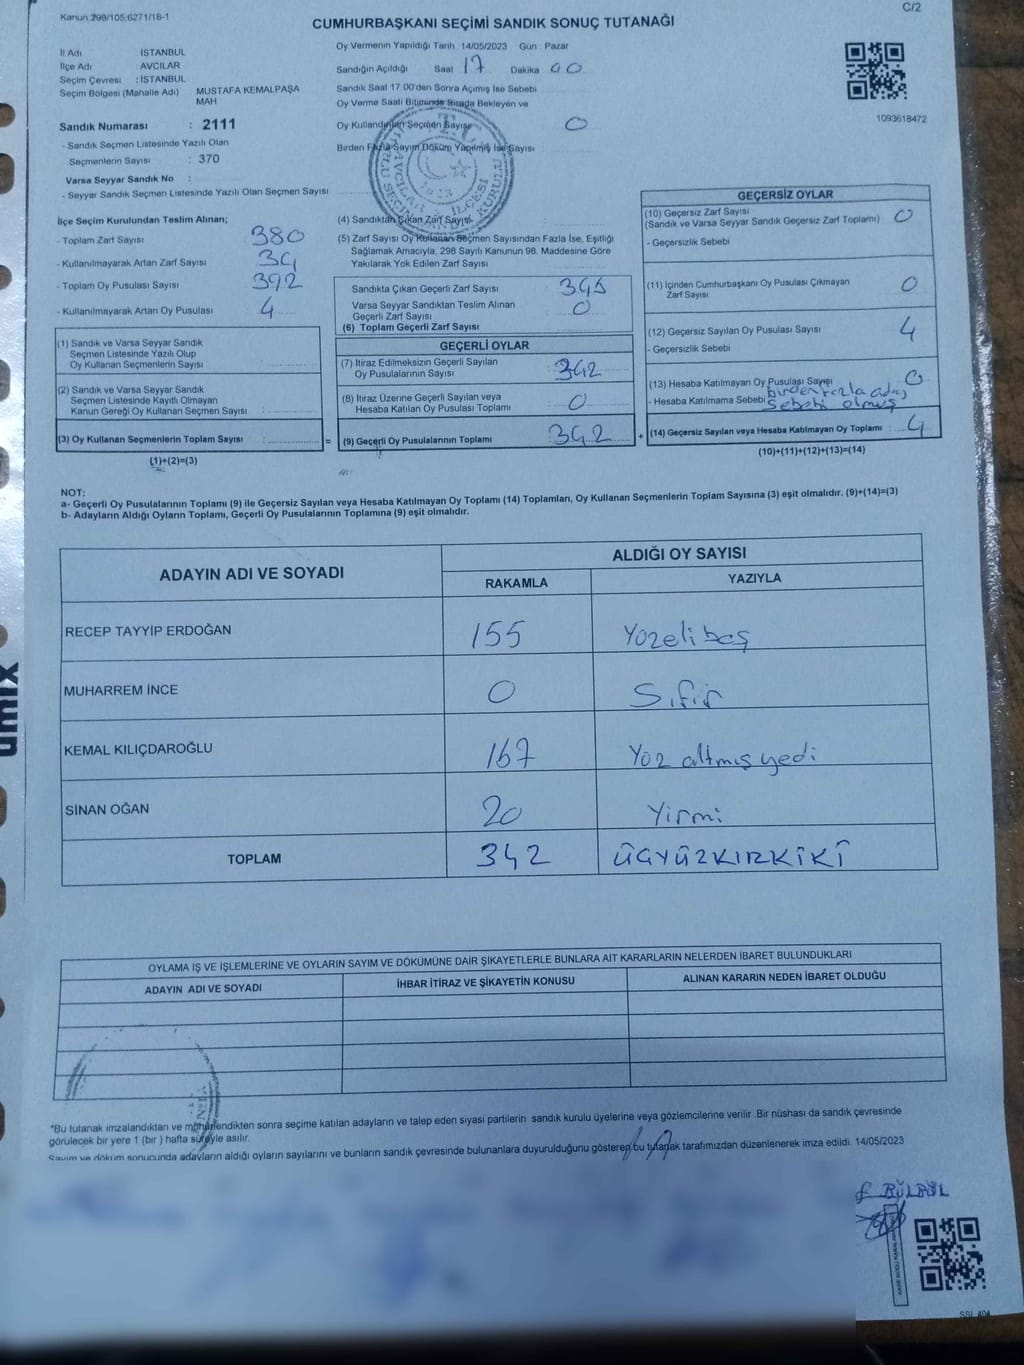 Kanun:298/105;6271/18-1
C/2
CUMHURBAŞKANI SEÇİMİ SANDIK SONUÇ TUTANAĞI
İl Adı : İSTANBUL
İlçe Adı : AVCILAR
Seçim Çevresi : İSTANBUL
Seçim Bölgesi (Mahalle Adı) MUSTAFA KEMALPAŞA MAH
Sandık Numarası : 2111
- Sandık Seçmen Listesinde Yazılı Olan
Seçmenlerin Sayısı : 370
Varsa Seyyar Sandık No :
- Seyyar Sandık Seçmen Listesinde Yazılı Olan Seçmen Sayısı
Oy Vermenin Yapıldığı Tarih : 14/05/2023 Gün : Pazar
Sandığın Açıldığı Saat 17 Dakika 00
Sandık Saat 17.00'den Sonra Açılmış İse Sebebi
Oy Verme Saati Bitiminde Sırada Bekleyen ve
Oy Kullandırılan Seçmen Sayısı 0
Birden Fazla Sayım Döküm Yapılmış İse Sayısı
1093618472
İlçe Seçim Kurulundan Teslim Alınan;
- Toplam Zarf Sayısı 380
- Kullanılmayarak Artan Zarf Sayısı
- Toplam Oy Pusulası Sayısı 392
- Kullanılmayarak Artan Oy Pusulası 4
(1) Sandık ve Varsa Seyyar Sandık
Seçmen Listesinde Yazılı Olup
Oy Kullanan Seçmenlerin Sayısı :
(2) Sandık ve Varsa Seyyar Sandık
Seçmen Listesinde Kayıtlı Olmayan
Kanun Gereği Oy Kullanan Seçmen Sayısı :
(3) Oy Kullanan Seçmenlerin Toplam Sayısı : =
(1)+(2)=(3)
(4) Sandıktan Çıkan Zarf Sayısı
(5) Zarf Sayısı Oy Kullanan Seçmen Sayısından Fazla İse, Eşitliği
Sağlamak Amacıyla, 298 Sayılı Kanunun 98. Maddesine Göre
Yakılarak Yok Edilen Zarf Sayısı :
Sandıkta Çıkan Geçerli Zarf Sayısı :
Varsa Seyyar Sandıktan Teslim Alınan
Geçerli Zarf Sayısı 0
(6) Toplam Geçerli Zarf Sayısı
GEÇERLİ OYLAR
(7) İtiraz Edilmeksizin Geçerli Sayılan
Oy Pusulalarının Sayısı : 342
(8) İtiraz Üzerine Geçerli Sayılan veya
Hesaba Katılan Oy Pusulası Toplamı : 0
(9) Geçerli Oy Pusulalarının Toplamı 342 +
GEÇERSİZ OYLAR
(10) Geçersiz Zarf Sayısı 0
(Sandık ve Varsa Seyyar Sandık Geçersiz Zarf Toplamı)
- Geçersizlik Sebebi
(11) İçinden Cumhurbaşkanı Oy Pusulası Çıkmayan
Zarf Sayısı 0
(12) Geçersiz Sayılan Oy Pusulası Sayısı 4
- Geçersizlik Sebebi
(13) Hesaba Katılmayan Oy Pusulası Sayısı 0
- Hesaba Katılmama Sebebi birden fazla aday
Sebebi olmuş
(14) Geçersiz Sayılan veya Hesaba Katılmayan Oy Toplamı : 4
(10)+(11)+(12)+(13)=(14)
NOT:
a- Geçerli Oy Pusulalarının Toplamı (9) ile Geçersiz Sayılan veya Hesaba Katılmayan Oy Toplamı (14) Toplamları, Oy Kullanan Seçmenlerin Toplam Sayısına (3) eşit olmalıdır. (9)+(14)=(3)
b- Adayların Aldığı Oyların Toplamı, Geçerli Oy Pusulalarının Toplamına (9) eşit olmalıdır.
ADAYIN ADI VE SOYADI ALDIĞI OY SAYISI
RAKAMLA YAZIYLA
RECEP TAYYİP ERDOĞAN 155 Yüzelibeş
MUHARREM İNCE 0 Sıfır
KEMAL KILIÇDAROĞLU 167 Yüz altmış yedi
SİNAN OĞAN 20 Yirmi
TOPLAM 342 ÜÇYÜZKIRKİKİ
OYLAMA İŞ VE İŞLEMLERİNE VE OYLARIN SAYIM VE DÖKÜMÜNE DAİR ŞİKAYETLERLE BUNLARA AİT KARARLARIN NELERDEN İBARET BULUNDUKLARI
ADAYIN ADI VE SOYADI İHBAR İTİRAZ VE ŞİKAYETİN KONUSU ALINAN KARARIN NEDEN İBARET OLDUĞU
*Bu tutanak imzalandıktan ve mühürlendikten sonra seçime katılan adayların ve talep eden siyasi partilerin sandık kurulu üyelerine veya gözlemcilerine verilir .Bir nüshası da sandık çevresinde
görülecek bir yere 1 (bir ) hafta süreyle asılır.
Sayım ve döküm sonucunda adayların aldığı oyların sayılarını ve bunların sandık çevresinde bulunanlara duyurulduğunu gösteren bu tutanak tarafımızdan düzenlenerek imza edildi. 14/05/2023
BÜLBÜL